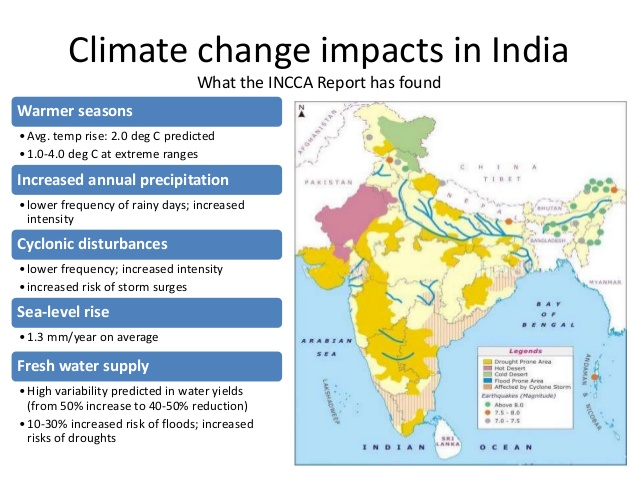 Climate change impacts in India
What the INCCA Report has found
Warmer seasons
•Avg. temp rise: 2.0 deg C predicted
•1.0-4.0 deg C at extreme ranges
Increased annual precipitation
•lower frequency of rainy days; increased
intensity
Cyclonic disturbances
•lower frequency; increased intensity
•increased risk of storm surges
Sea-level rise
•1.3 mm/year on average
Fresh water supply
•High variability predicted in water yields
(from 50% increase to 40-50% reduction)
•10-30% increased risk of floods; increased
risks of droughts
N
AFGHANISTAN
PAKISTAN
CHINA
TIBET
NEPAL
BHUTAN
BANGLADESH
MYANMAR
BAY
OF
BENGAL
ARABIAN
SEA
LAKSHADWEEP
ANDAMAN & NICOBAR
SRI
LANKA
INDIAN OCEAN
Legends
Drought Prone Area
Hot Desert
Cold Desert
Flood Prone Area
Affected by Cyclone Storm
Earthquakes (Magnitude)
Above 8.0
7.5 - 8.0
7.0 - 7.5